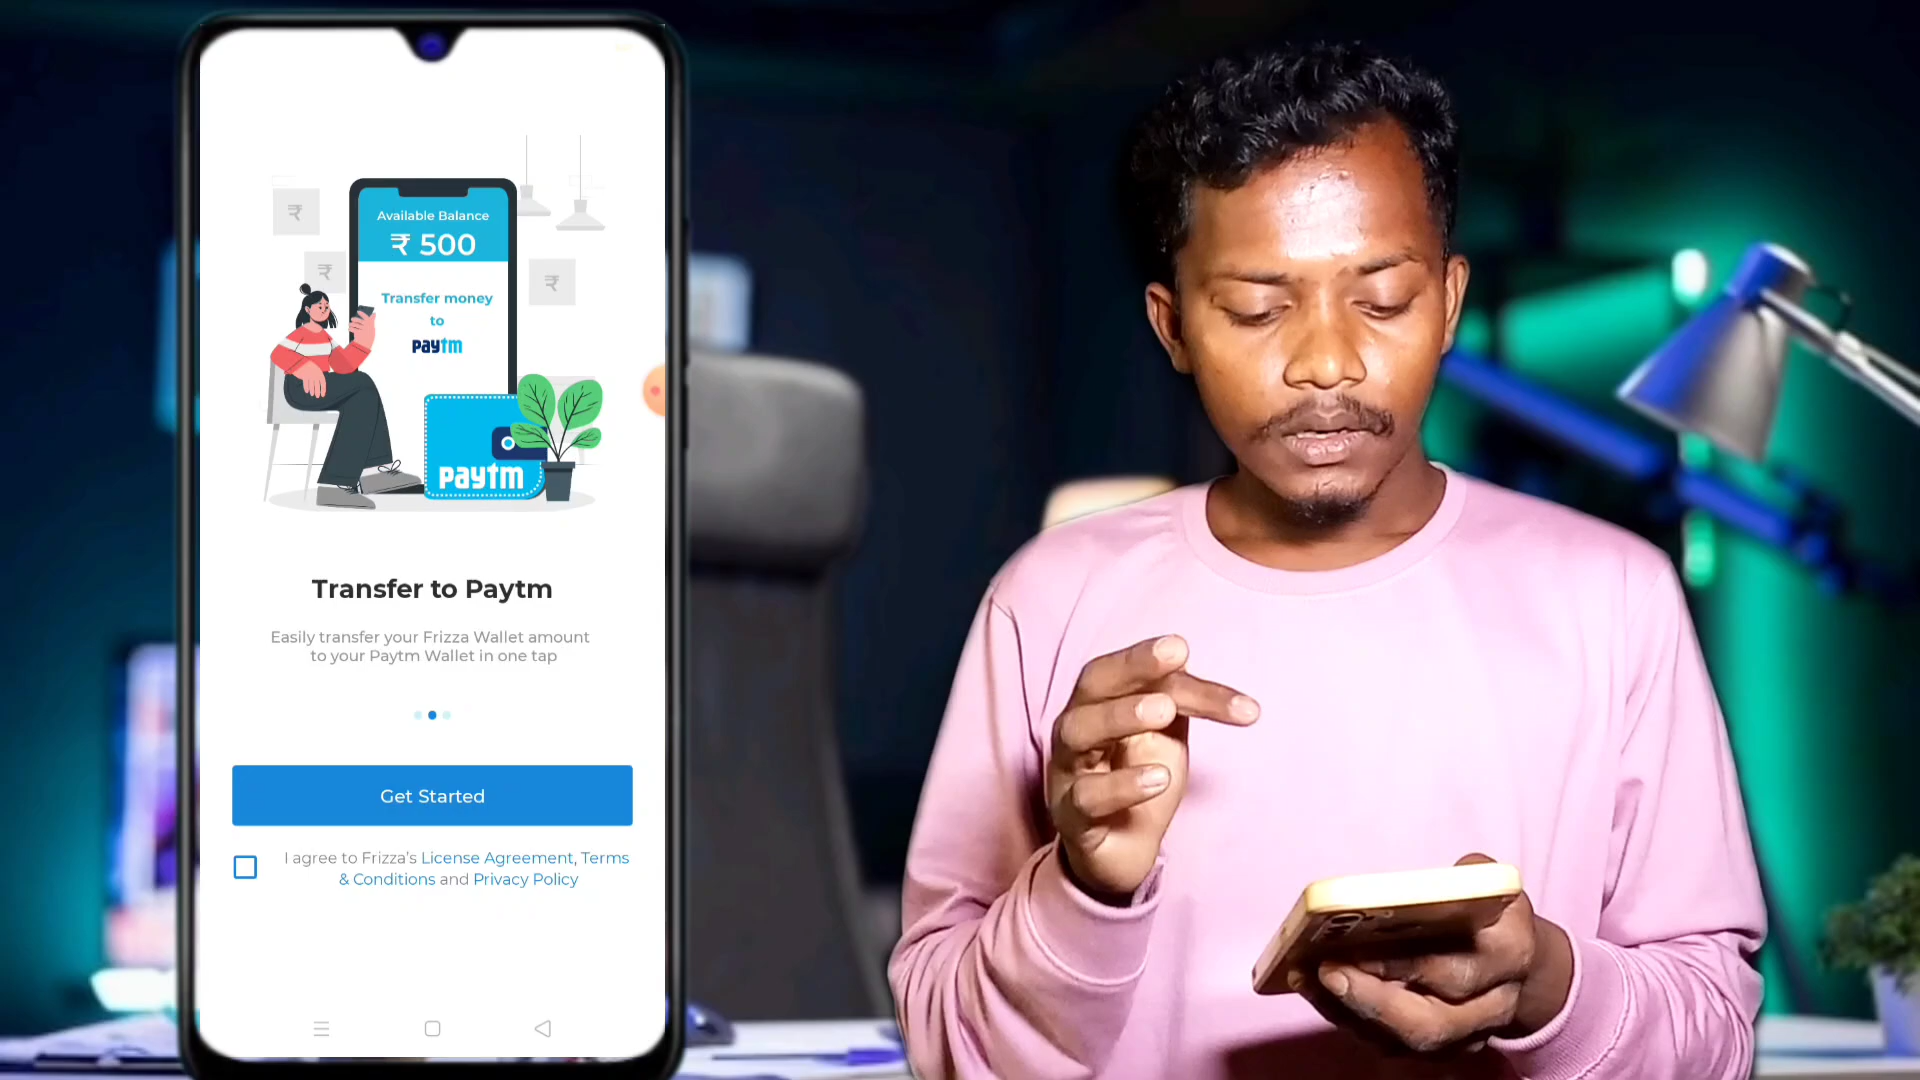 ₹
Available Balance
₹ 500
₹
₹
Transfer money
to
paytm
paytm
Transfer to Paytm
Easily transfer your Frizza Wallet amount
to your Paytm Wallet in one tap
Get Started
I agree to Frizza's License Agreement, Terms
& Conditions and Privacy Policy